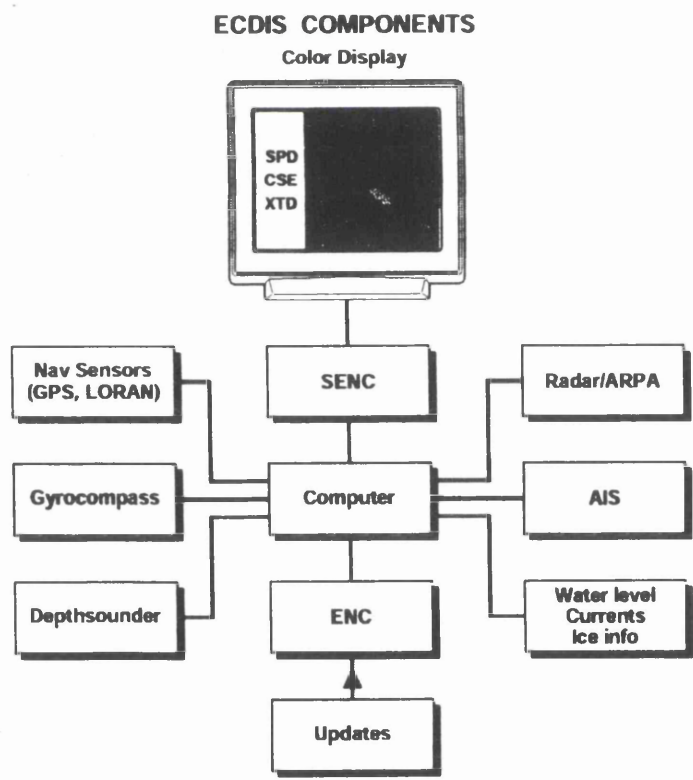 ECDIS COMPONENTS
Color Display
SPD
CSE
XTD
Nav Sensors
(GPS, LORAN)
SENC
Radar/ARPA
Gyrocompass
Computer
AIS
Depthsounder
ENC
Water level
Currents
Ice info
Updates